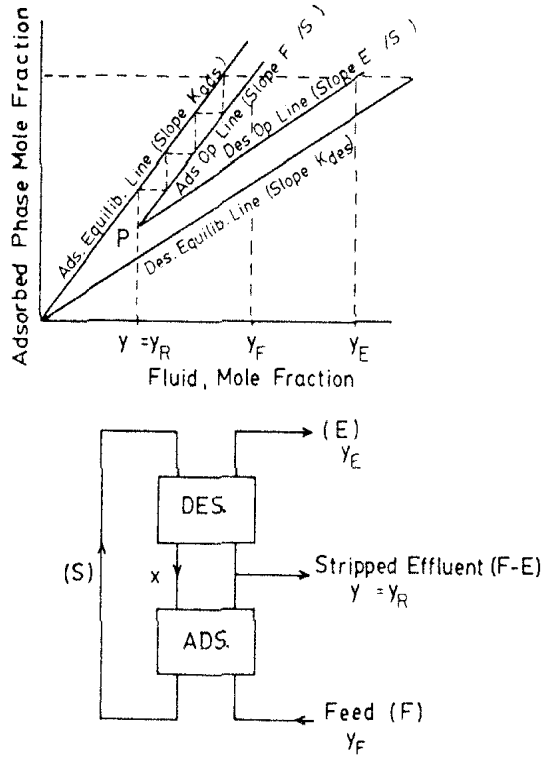 Adsorbed Phase Mole Fraction
Ads. Equilib. Line (Slope Kads)
Ads Op Line (Slope F /S)
Des Op Line (Slope E /S)
Des. Equilib. Line (Slope Kdes)
P
y = yR
yF
yE
Fluid, Mole Fraction
(E)
yE
DES.
(S)
x
Stripped Effluent (F-E)
y = yR
ADS.
Feed (F)
yF